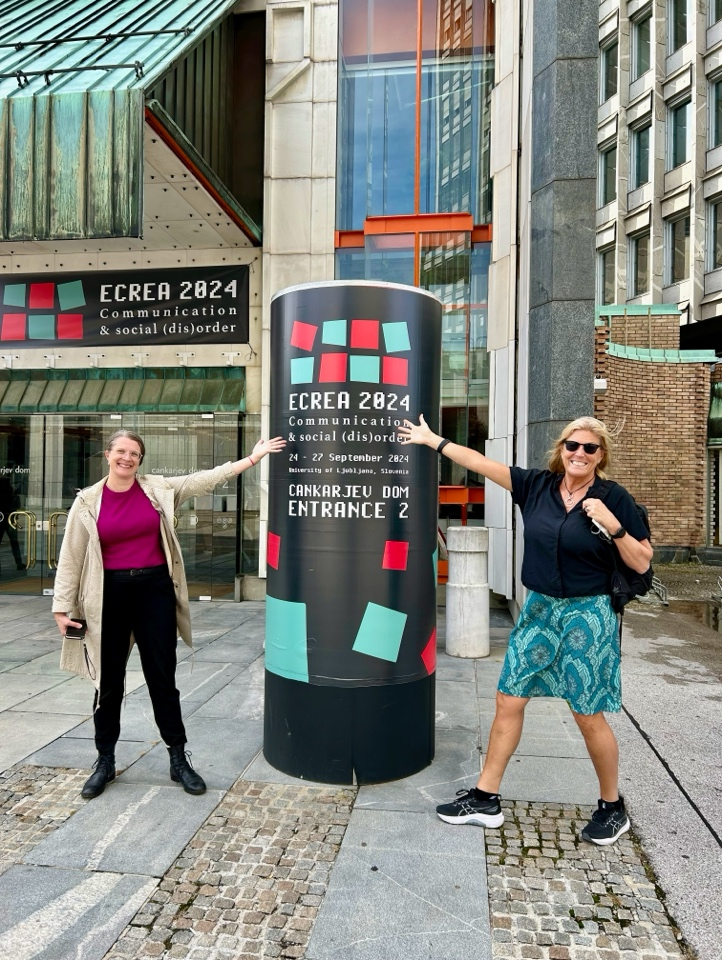 ECREA 2024
Communication
& social (dis)order
ECREA 2024
Communication
& social (dis)order
24 - 27 September 2024
University of Ljubljana, Slovenia
CANKARJEV DOM
ENTRANCE 2
cankarjev dom